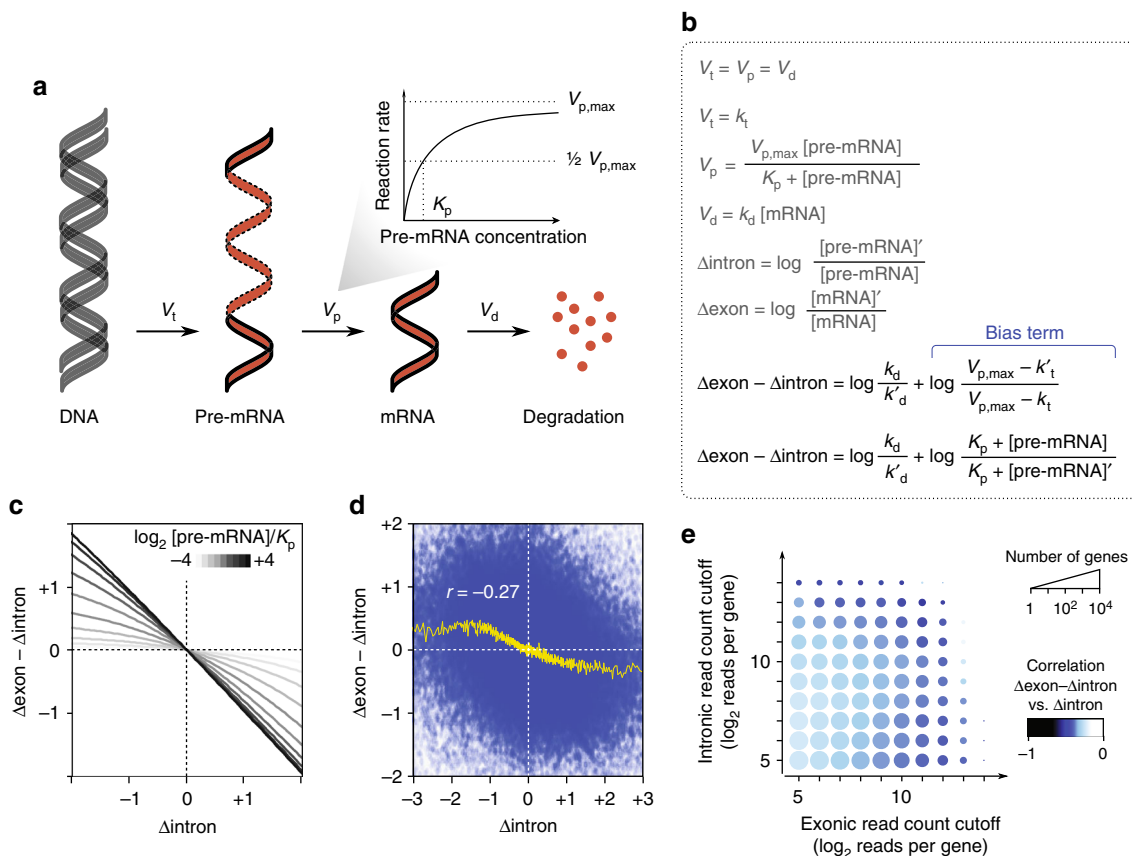 a
V_p,max
½ V_p,max
K_p
Reaction rate
Pre-mRNA concentration
V_t
V_p
V_d
DNA
Pre-mRNA
mRNA
Degradation
b
V_t = V_p = V_d
V_t = k_t
V_p = V_p,max [pre-mRNA] / K_p + [pre-mRNA]
V_d = k_d [mRNA]
Δintron = log [pre-mRNA]′ / [pre-mRNA]
Δexon = log [mRNA]′ / [mRNA]
Bias term
Δexon – Δintron = log k_d / k′_d + log V_p,max – k′_t / V_p,max – k_t
Δexon – Δintron = log k_d / k′_d + log K_p + [pre-mRNA] / K_p + [pre-mRNA]′
c
log₂ [pre-mRNA]/K_p
–4 +4
+1
0
–1
Δexon – Δintron
–1 0 +1
Δintron
d
+2
+1
0
–1
–2
r = –0.27
Δexon – Δintron
–3 –2 –1 0 +1 +2 +3
Δintron
e
Intronic read count cutoff
(log₂ reads per gene)
10
5
5 10
Exonic read count cutoff
(log₂ reads per gene)
Number of genes
1 10² 10⁴
Correlation
Δexon–Δintron
vs. Δintron
–1 0